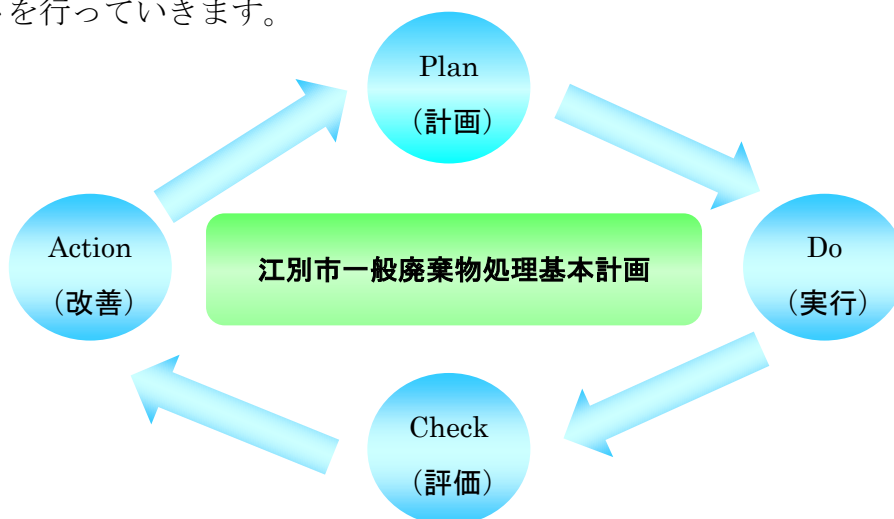 を行っていきます。
Plan
（計画）
Action
（改善）
江別市一般廃棄物処理基本計画
Do
（実行）
Check
（評価）